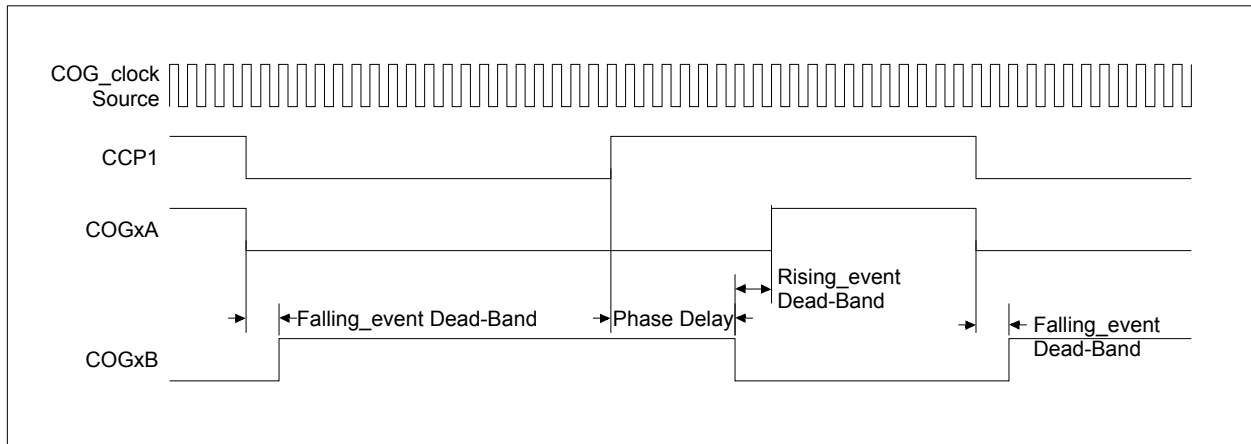 COG_clock
Source
CCP1
COGxA
Rising_event
Dead-Band
Falling_event Dead-Band
Phase Delay
Falling_event
Dead-Band
COGxB